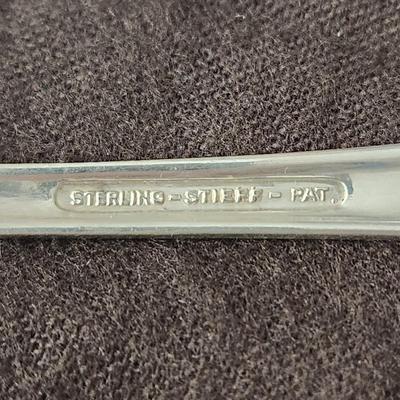 STERLING - STIEFF - PAT.